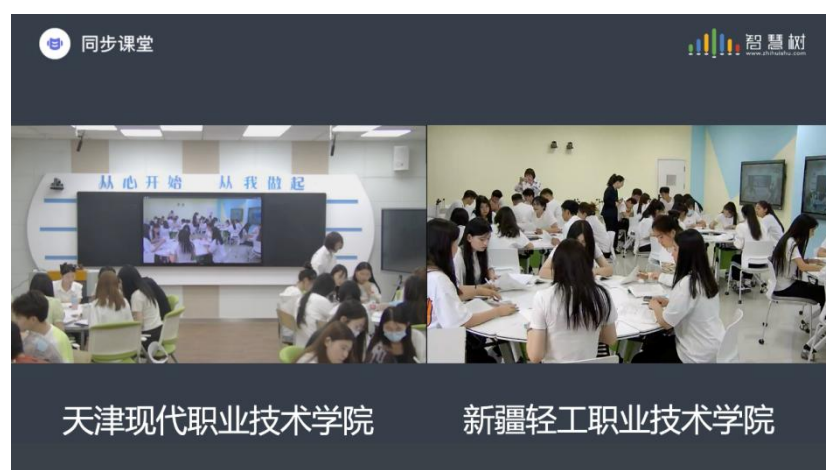 同步课堂
智慧树
www.zhihuishu.com
从心开始 从我做起
天津现代职业技术学院
新疆轻工职业技术学院